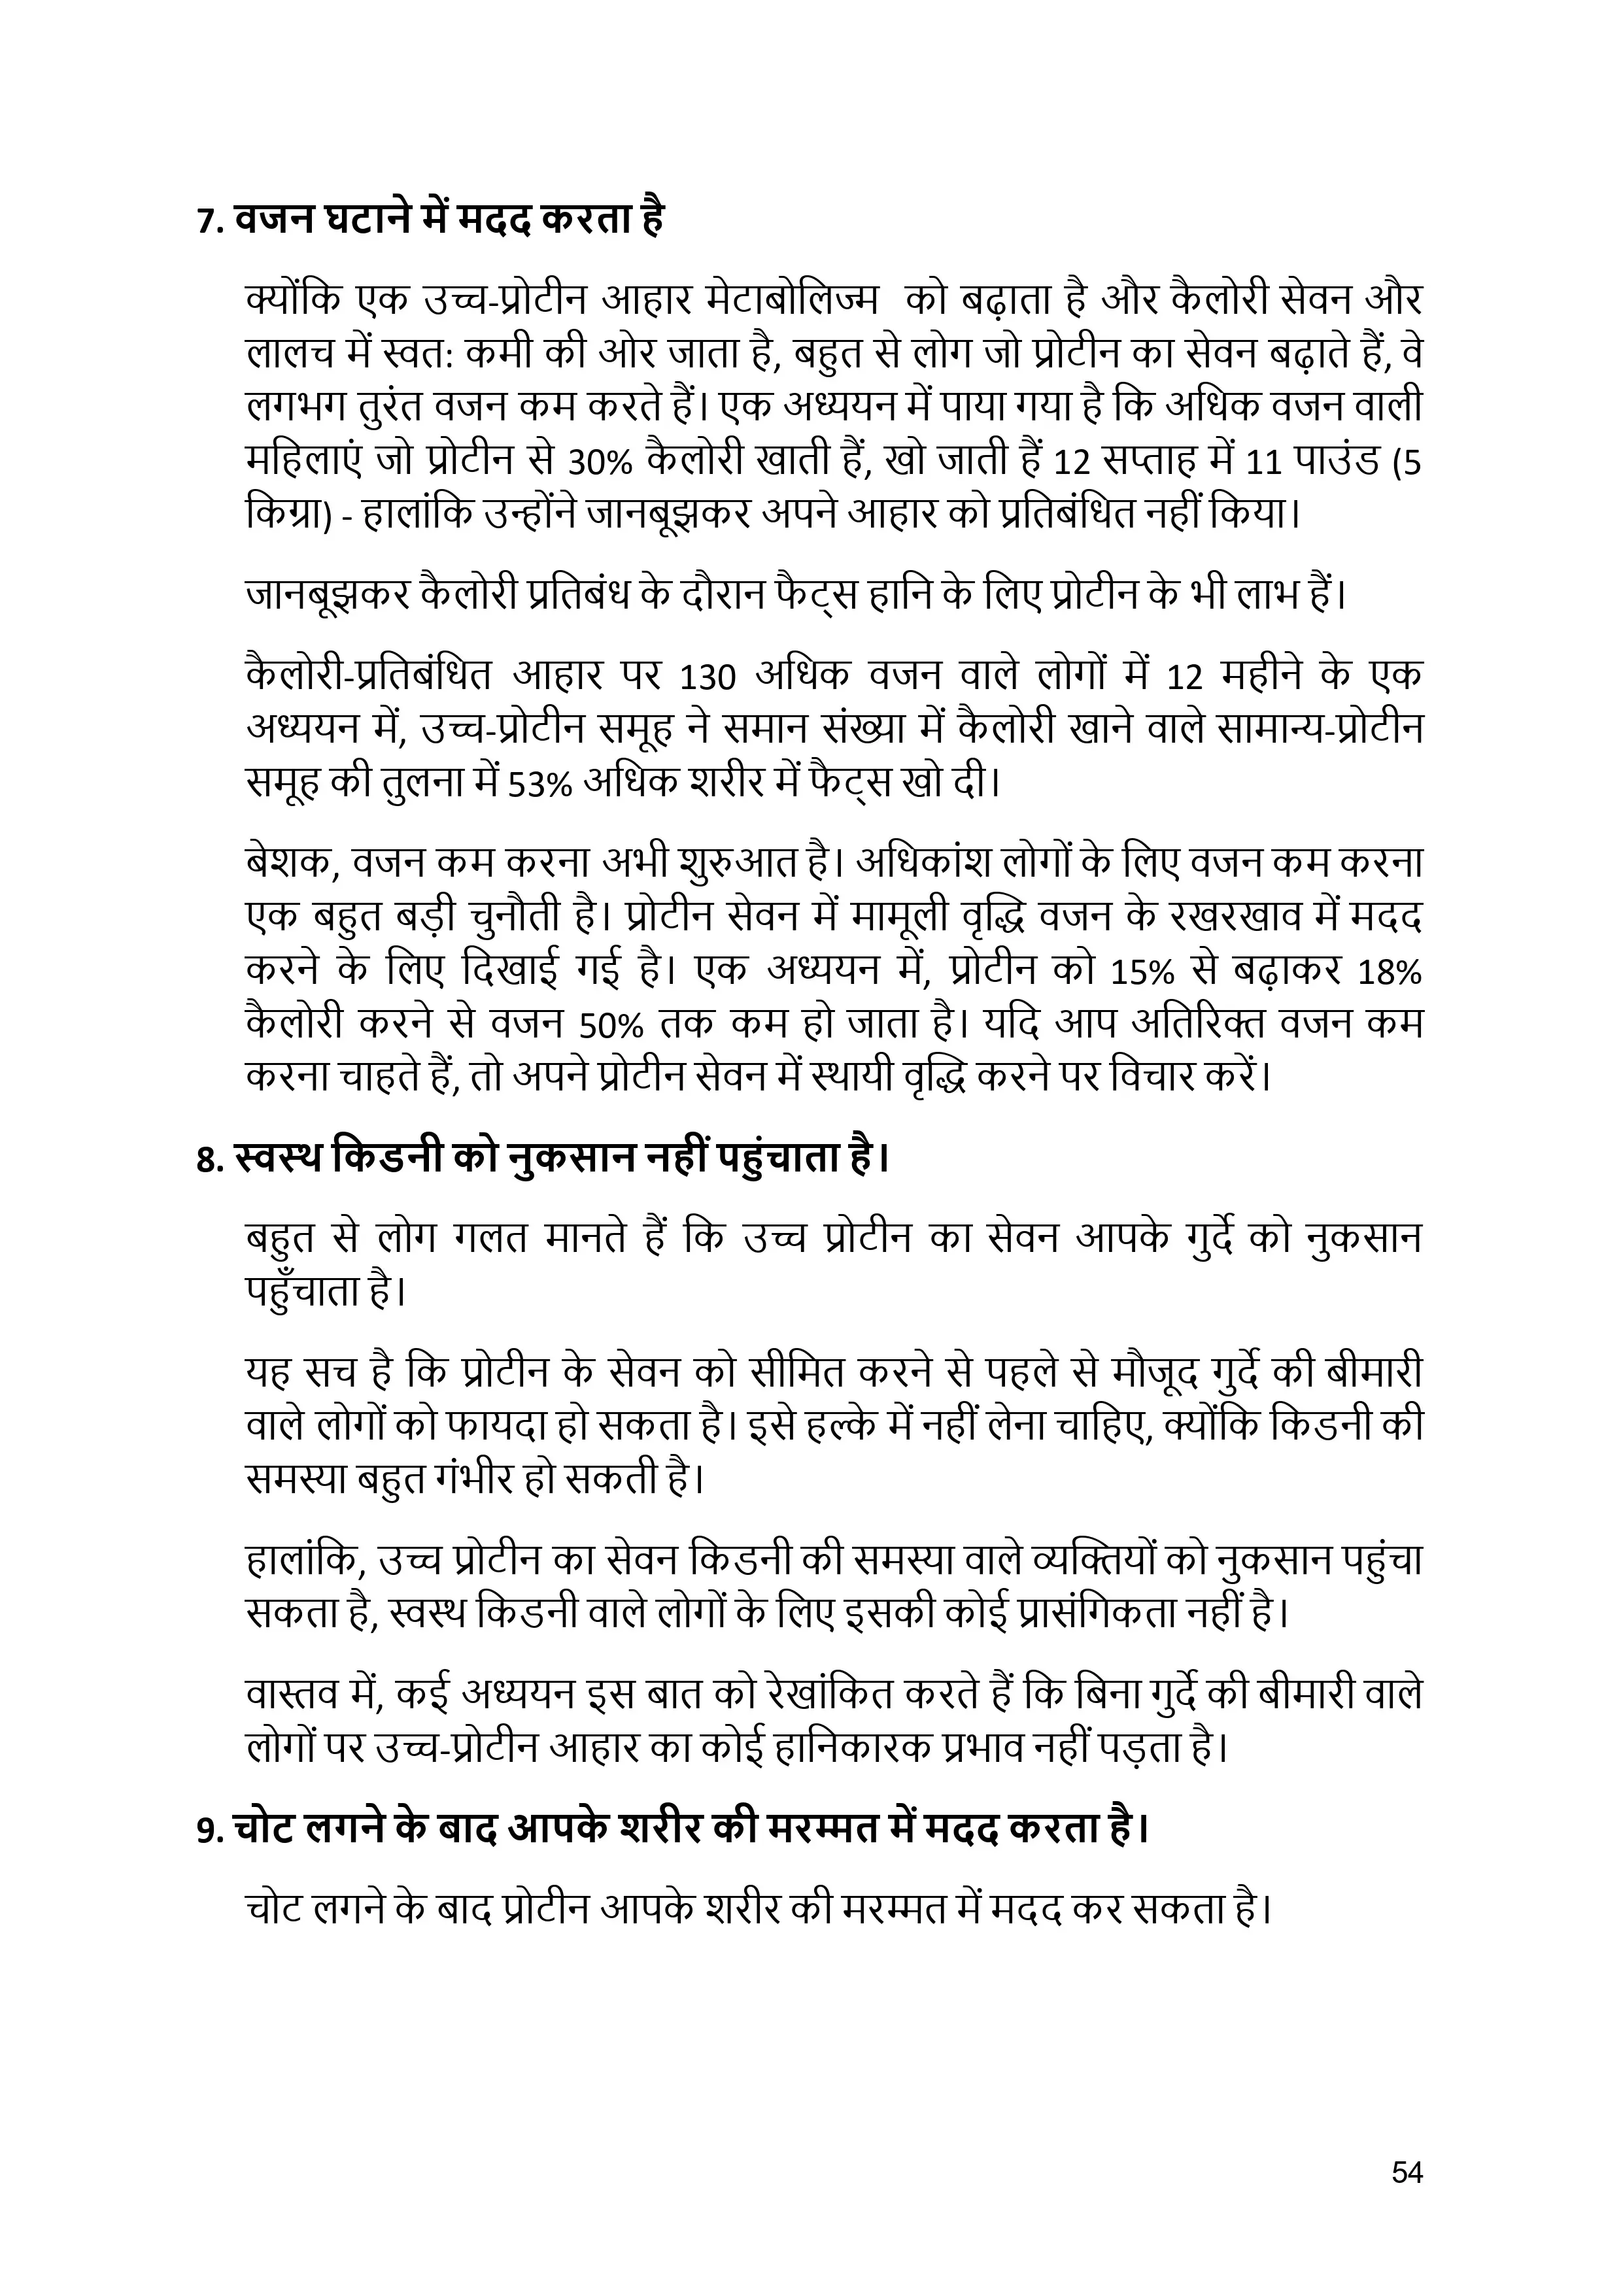 7. वजन घटाने में मदद करता है
क्योंकि एक उच्च-प्रोटीन आहार मेटाबोलिज्म को बढ़ाता है और कैलोरी सेवन और
लालच में स्वत: कमी की ओर जाता है, बहुत से लोग जो प्रोटीन का सेवन बढ़ाते हैं, वे
लगभग तुरंत वजन कम करते हैं। एक अध्ययन में पाया गया है कि अधिक वजन वाली
महिलाएं जो प्रोटीन से 30% कैलोरी खाती हैं, खो जाती हैं 12 सप्ताह में 11 पाउंड (5
किग्रा) - हालांकि उन्होंने जानबूझकर अपने आहार को प्रतिबंधित नहीं किया।
जानबूझकर कैलोरी प्रतिबंध के दौरान फैट्स हानि के लिए प्रोटीन के भी लाभ हैं।
कैलोरी-प्रतिबंधित आहार पर 130 अधिक वजन वाले लोगों में 12 महीने के एक
अध्ययन में, उच्च-प्रोटीन समूह ने समान संख्या में कैलोरी खाने वाले सामान्य-प्रोटीन
समूह की तुलना में 53% अधिक शरीर में फैट्स खो दी।
बेशक, वजन कम करना अभी शुरुआत है। अधिकांश लोगों के लिए वजन कम करना
एक बहुत बड़ी चुनौती है। प्रोटीन सेवन में मामूली वृद्धि वजन के रखरखाव में मदद
करने के लिए दिखाई गई है। एक अध्ययन में, प्रोटीन को 15% से बढ़ाकर 18%
कैलोरी करने से वजन 50% तक कम हो जाता है। यदि आप अतिरिक्त वजन कम
करना चाहते हैं, तो अपने प्रोटीन सेवन में स्थायी वृद्धि करने पर विचार करें।
8. स्वस्थ किडनी को नुकसान नहीं पहुंचाता है।
बहुत से लोग गलत मानते हैं कि उच्च प्रोटीन का सेवन आपके गुर्दे को नुकसान
पहुँचाता है।
यह सच है कि प्रोटीन के सेवन को सीमित करने से पहले से मौजूद गुर्दे की बीमारी
वाले लोगों को फायदा हो सकता है। इसे हल्के में नहीं लेना चाहिए, क्योंकि किडनी की
समस्या बहुत गंभीर हो सकती है।
हालांकि, उच्च प्रोटीन का सेवन किडनी की समस्या वाले व्यक्तियों को नुकसान पहुंचा
सकता है, स्वस्थ किडनी वाले लोगों के लिए इसकी कोई प्रासंगिकता नहीं है।
वास्तव में, कई अध्ययन इस बात को रेखांकित करते हैं कि बिना गुर्दे की बीमारी वाले
लोगों पर उच्च-प्रोटीन आहार का कोई हानिकारक प्रभाव नहीं पड़ता है।
9. चोट लगने के बाद आपके शरीर की मरम्मत में मदद करता है।
चोट लगने के बाद प्रोटीन आपके शरीर की मरम्मत में मदद कर सकता है।
54